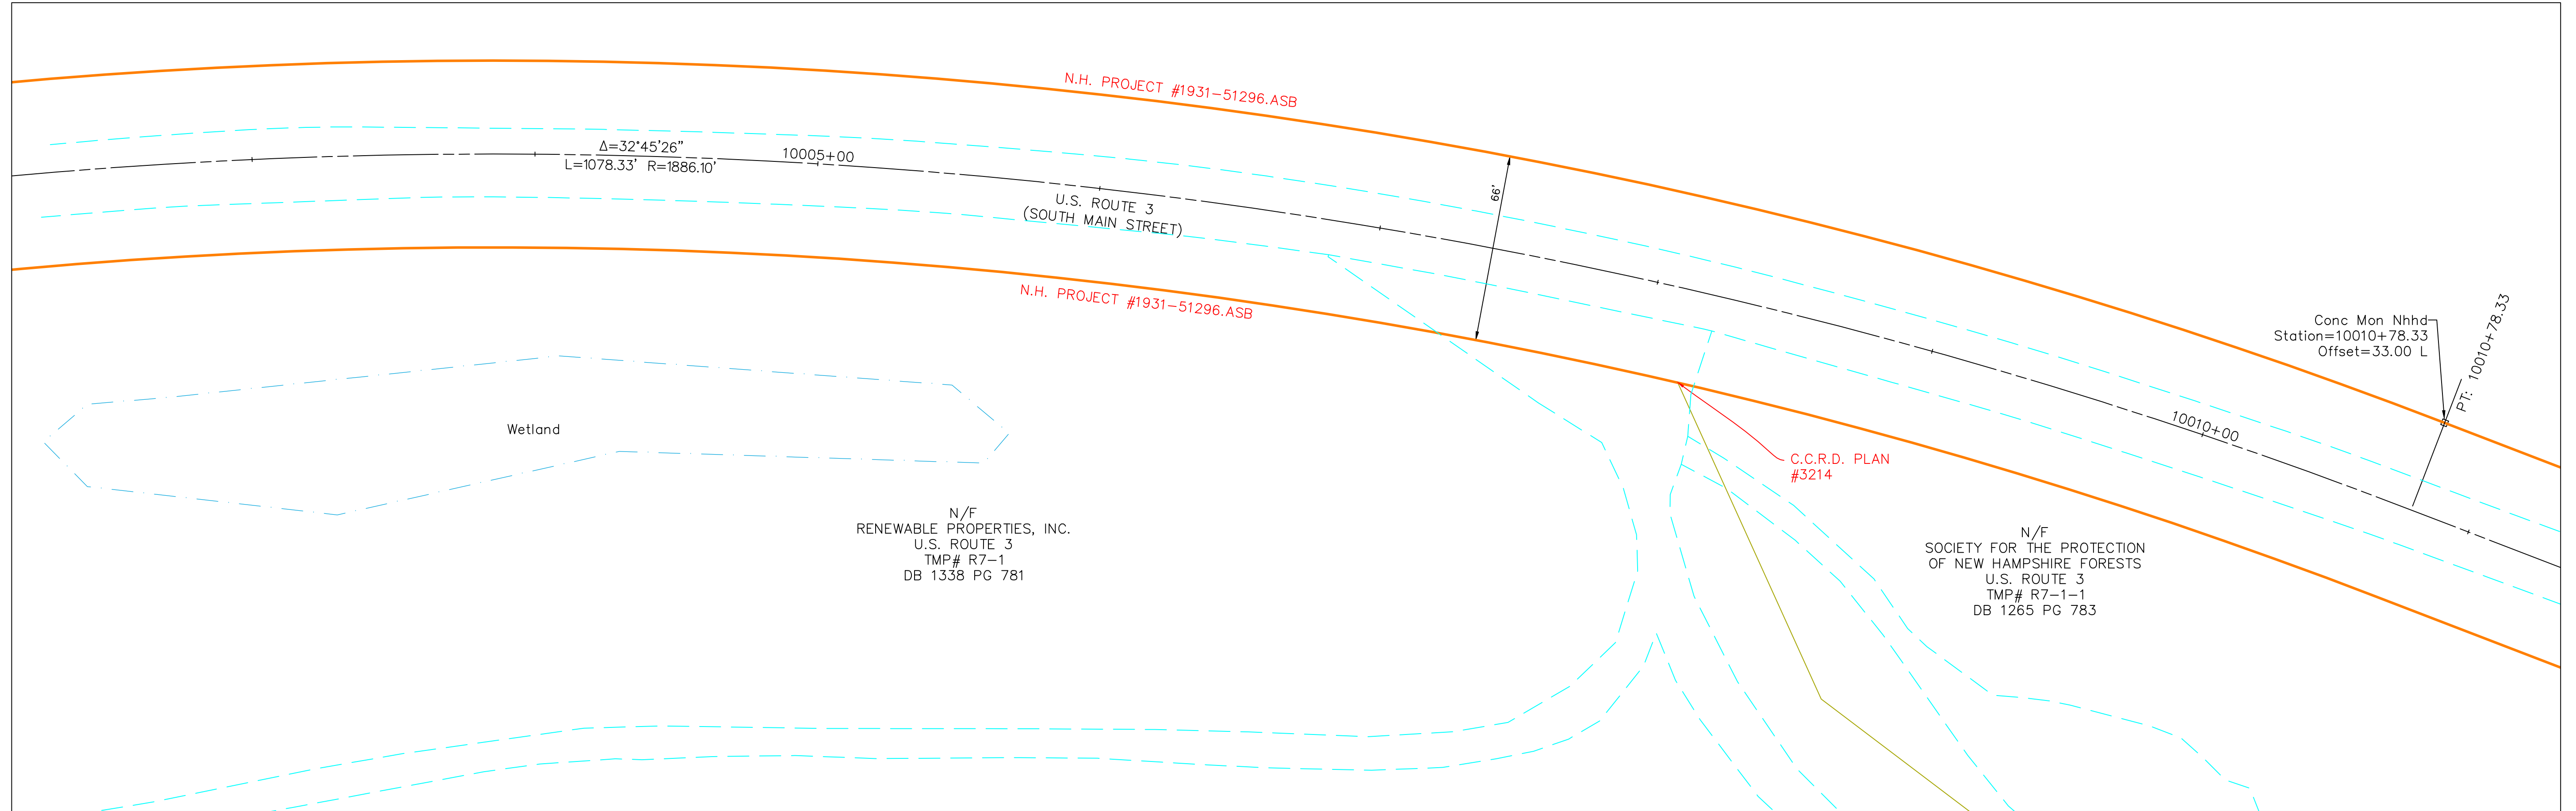 N.H. PROJECT #1931-51296.ASB
Δ=32°45'26"
L=1078.33' R=1886.10'
10005+00
U.S. ROUTE 3
(SOUTH MAIN STREET)
66'
N.H. PROJECT #1931-51296.ASB
Conc Mon Nhhd
Station=10010+78.33
Offset=33.00 L
PT: 10010+78.33
10010+00
Wetland
C.C.R.D. PLAN
#3214
N/F
RENEWABLE PROPERTIES, INC.
U.S. ROUTE 3
TMP# R7-1
DB 1338 PG 781
N/F
SOCIETY FOR THE PROTECTION
OF NEW HAMPSHIRE FORESTS
U.S. ROUTE 3
TMP# R7-1-1
DB 1265 PG 783